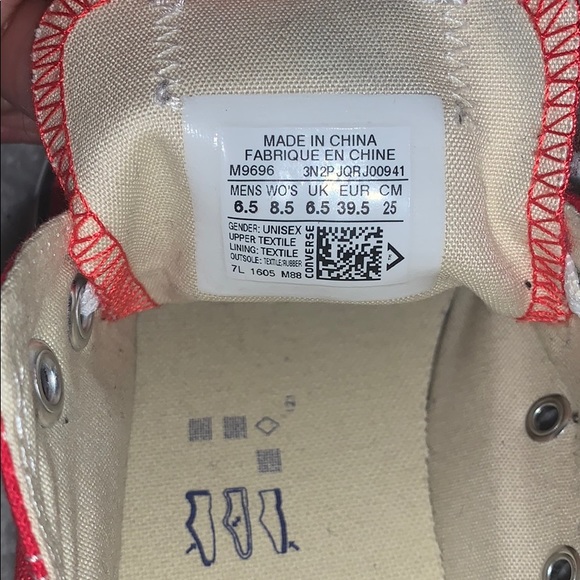 MADE IN CHINA
FABRIQUE EN CHINE
M9696 3N2PJQRJ00941
MENS WO'S UK EUR CM
6.5 8.5 6.5 39.5 25
GENDER: UNISEX
UPPER TEXTILE
LINING: TEXTILE
OUTSOLE: TEXTILE/RUBBER
7L 1605 M88
CONVERSE